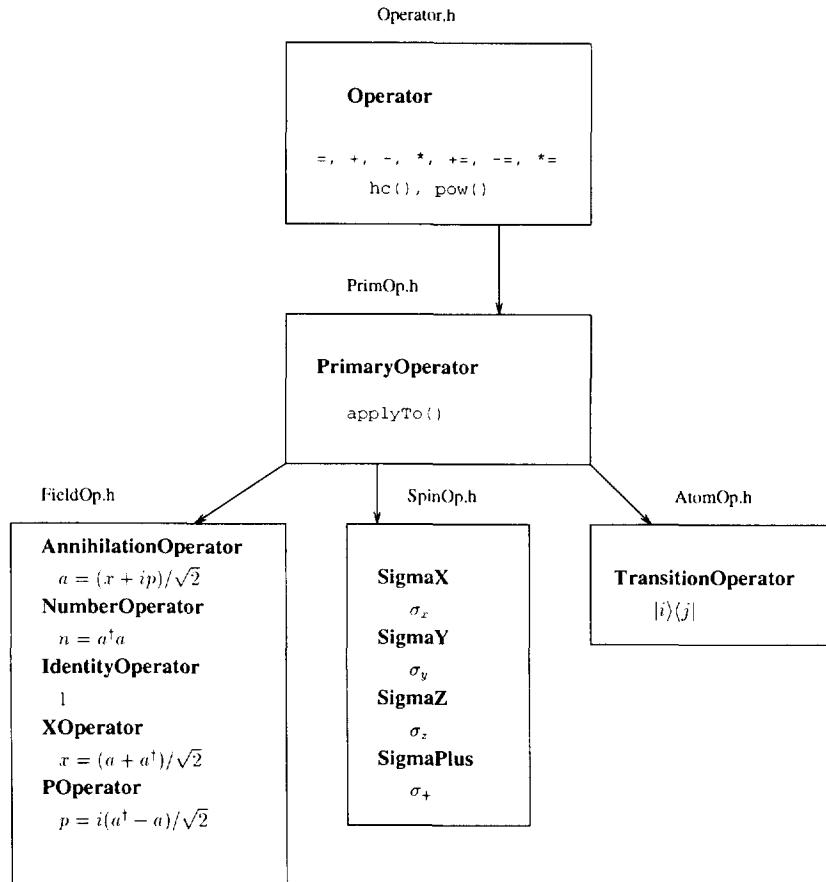 Operator.h
Operator
=, +, -, *, +=, -=, *=
hc(), pow()
PrimOp.h
PrimaryOperator
applyTo()
FieldOp.h
AnnihilationOperator
a = (x + ip)/√2
NumberOperator
n = a†a
IdentityOperator
1
XOperator
x = (a + a†)/√2
POperator
p = i(a† − a)/√2
SpinOp.h
SigmaX
σx
SigmaY
σy
SigmaZ
σz
SigmaPlus
σ+
AtomOp.h
TransitionOperator
|i⟩⟨j|